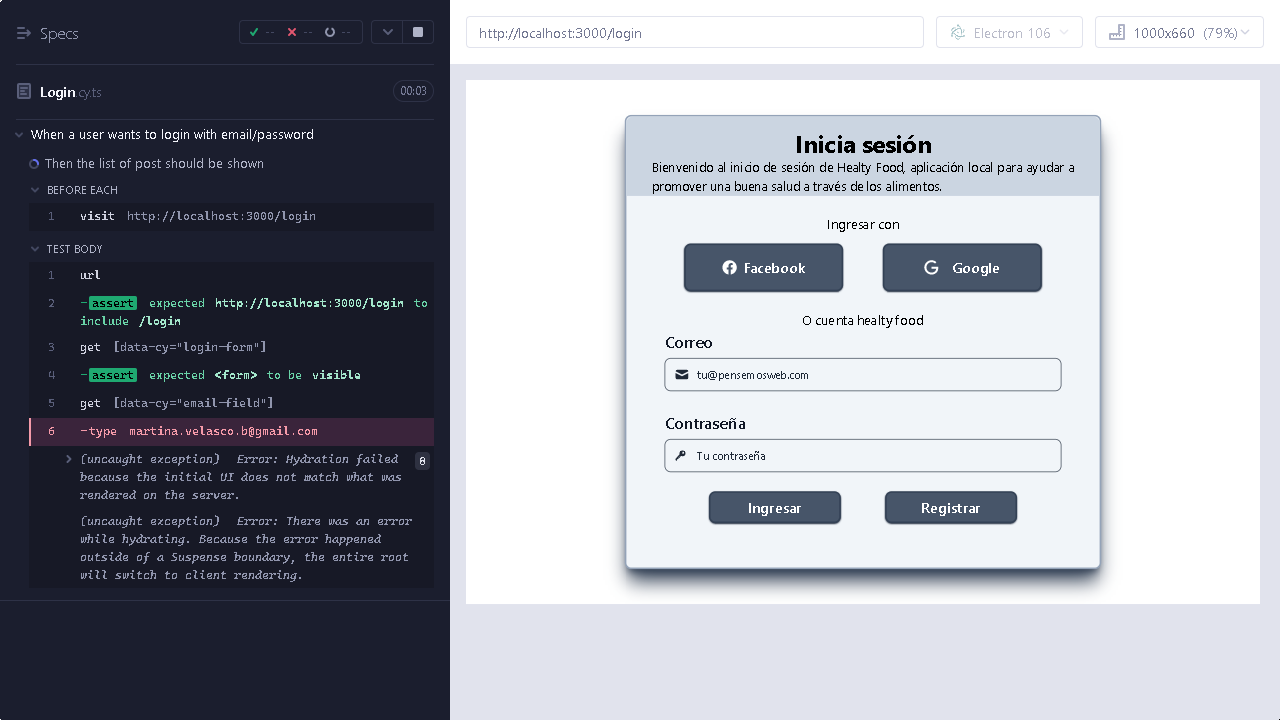 Specs
-- -- --
Login.cy.ts 00:03
When a user wants to login with email/password
Then the list of post should be shown
BEFORE EACH
1 visit http://localhost:3000/login
TEST BODY
1 url
2 -assert expected http://localhost:3000/login to
include /login
3 get [data-cy="login-form"]
4 -assert expected <form> to be visible
5 get [data-cy="email-field"]
6 -type martina.velasco.b@gmail.com
(uncaught exception) Error: Hydration failed 8
because the initial UI does not match what was
rendered on the server.
(uncaught exception) Error: There was an error
while hydrating. Because the error happened
outside of a Suspense boundary, the entire root
will switch to client rendering.
http://localhost:3000/login
Electron 106
1000x660 (79%)
Inicia sesión
Bienvenido al inicio de sesión de Healty Food, aplicación local para ayudar a
promover una buena salud a través de los alimentos.
Ingresar con
Facebook Google
O cuenta healty food
Correo
tu@pensemosweb.com
Contraseña
Tu contraseña
Ingresar Registrar